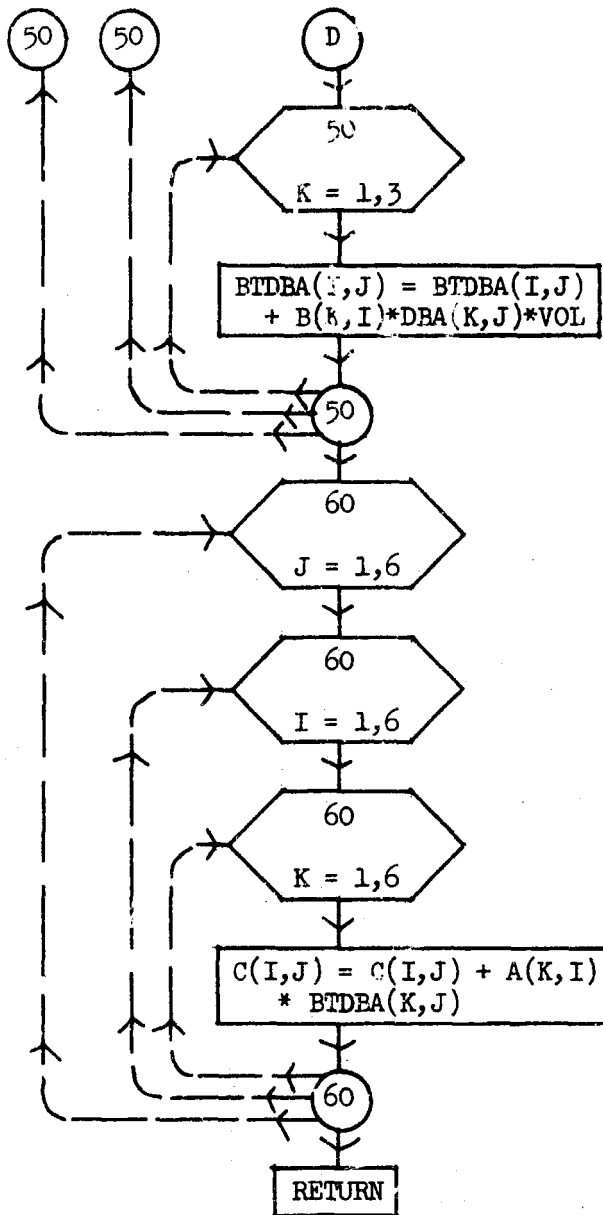 50 50 D
50
K = 1,3
BTDBA(I,J) = BTDBA(I,J)
+ B(K,I)*DBA(K,J)*VOL
50
60
J = 1,6
60
I = 1,6
60
K = 1,6
C(I,J) = C(I,J) + A(K,I)
* BTDBA(K,J)
60
RETURN